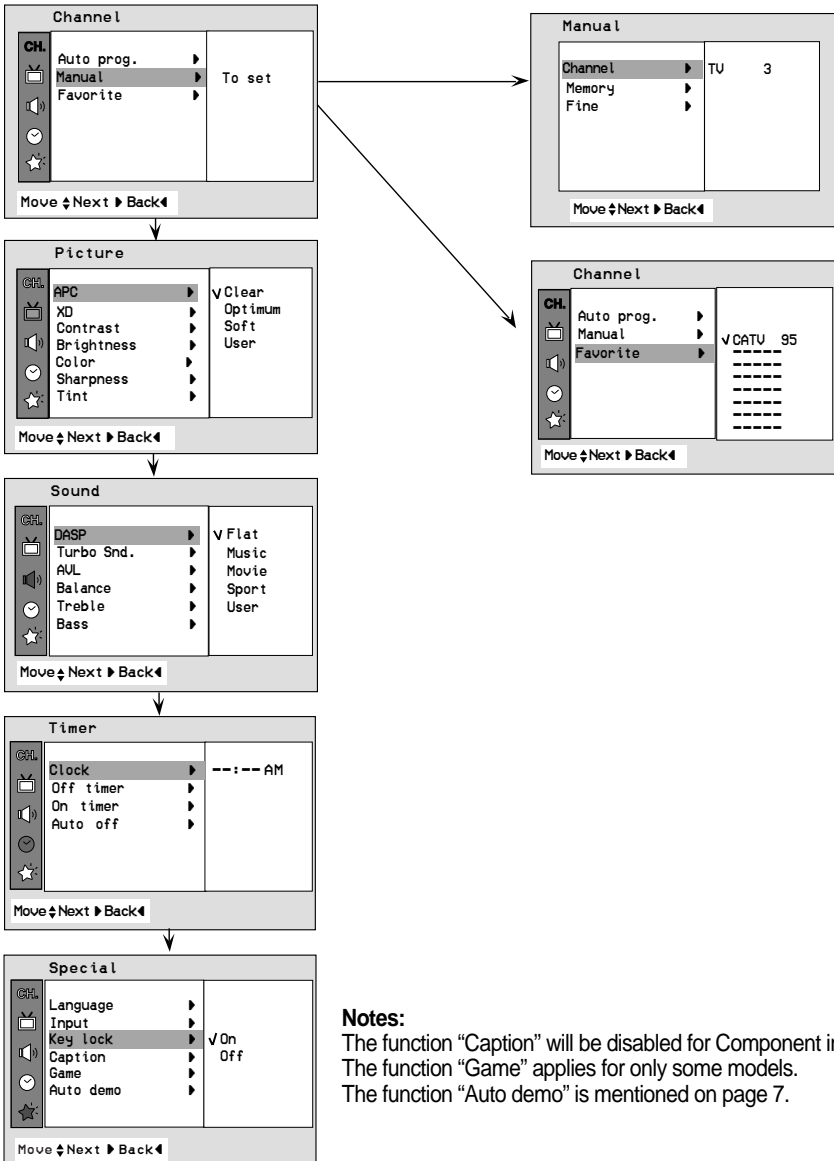 Channel
CH.
Auto prog.
Manual
To set
Favorite
Move Next Back
Manual
Channel
TV 3
Memory
Fine
Move Next Back
Channel
CH.
Auto prog.
Manual
Favorite
√ CATV 95
-----
-----
-----
-----
-----
-----
-----
Move Next Back
Picture
CH.
APC
√ Clear
XD
Optimum
Contrast
Soft
Brightness
User
Color
Sharpness
Tint
Move Next Back
Sound
CH.
DASP
√ Flat
Turbo Snd.
Music
AVL
Movie
Balance
Sport
Treble
User
Bass
Move Next Back
Timer
CH.
Clock
--:-- AM
Off timer
On timer
Auto off
Move Next Back
Special
CH.
Language
Input
Key lock
√ On
Caption
Off
Game
Auto demo
Move Next Back
Notes:
The function “Caption” will be disabled for Component
The function “Game” applies for only some models.
The function “Auto demo” is mentioned on page 7.